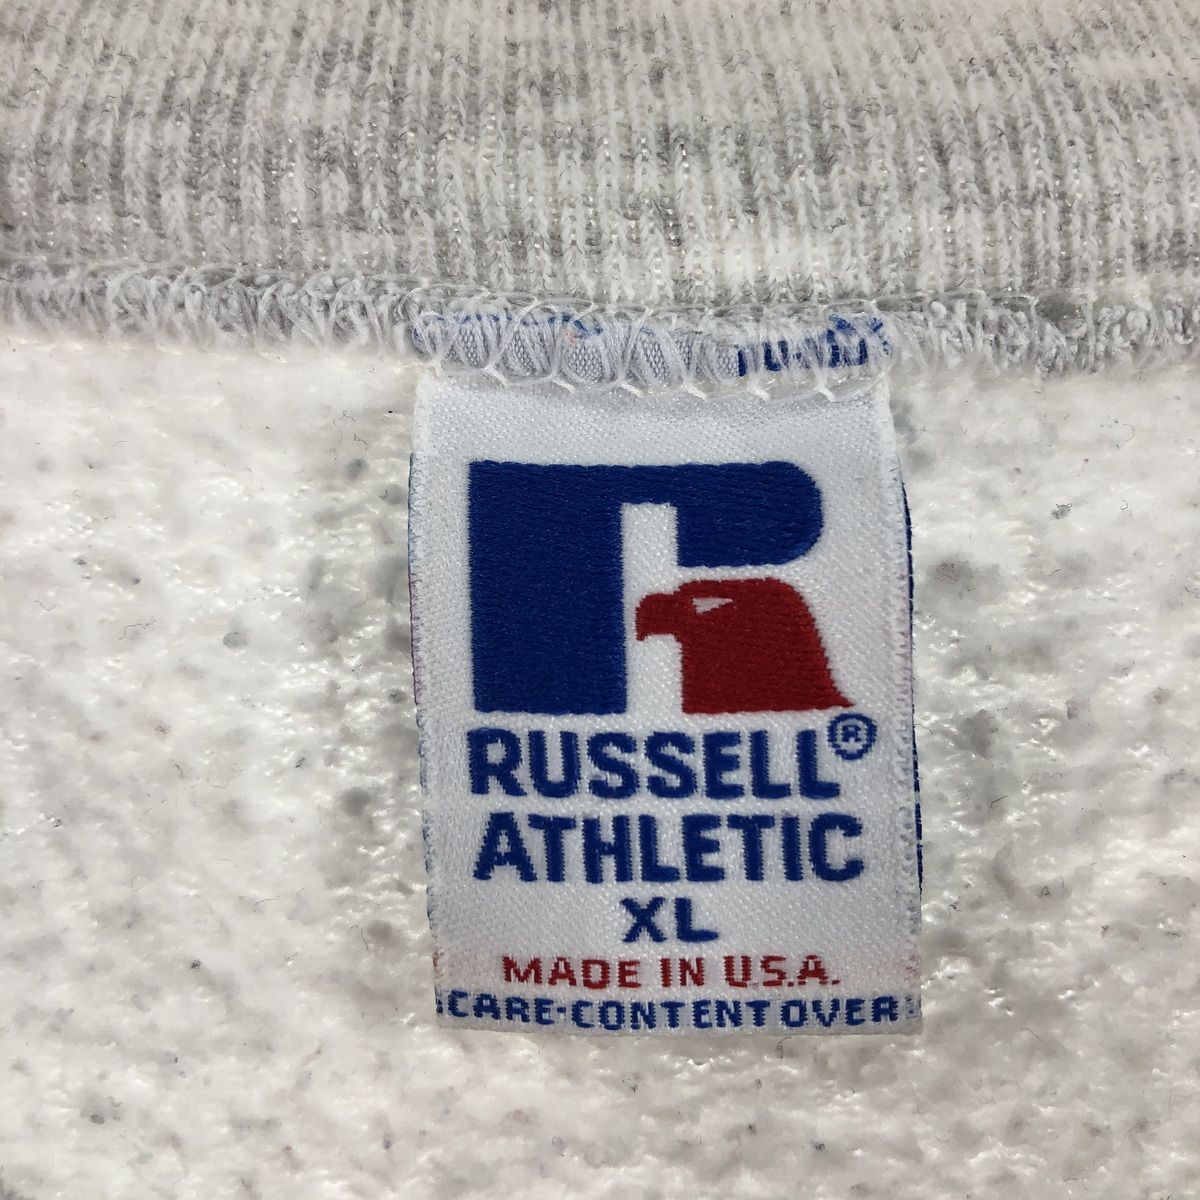 RUSSELL®
ATHLETIC
XL
MADE IN U.S.A.
CARE·CONTENT OVER